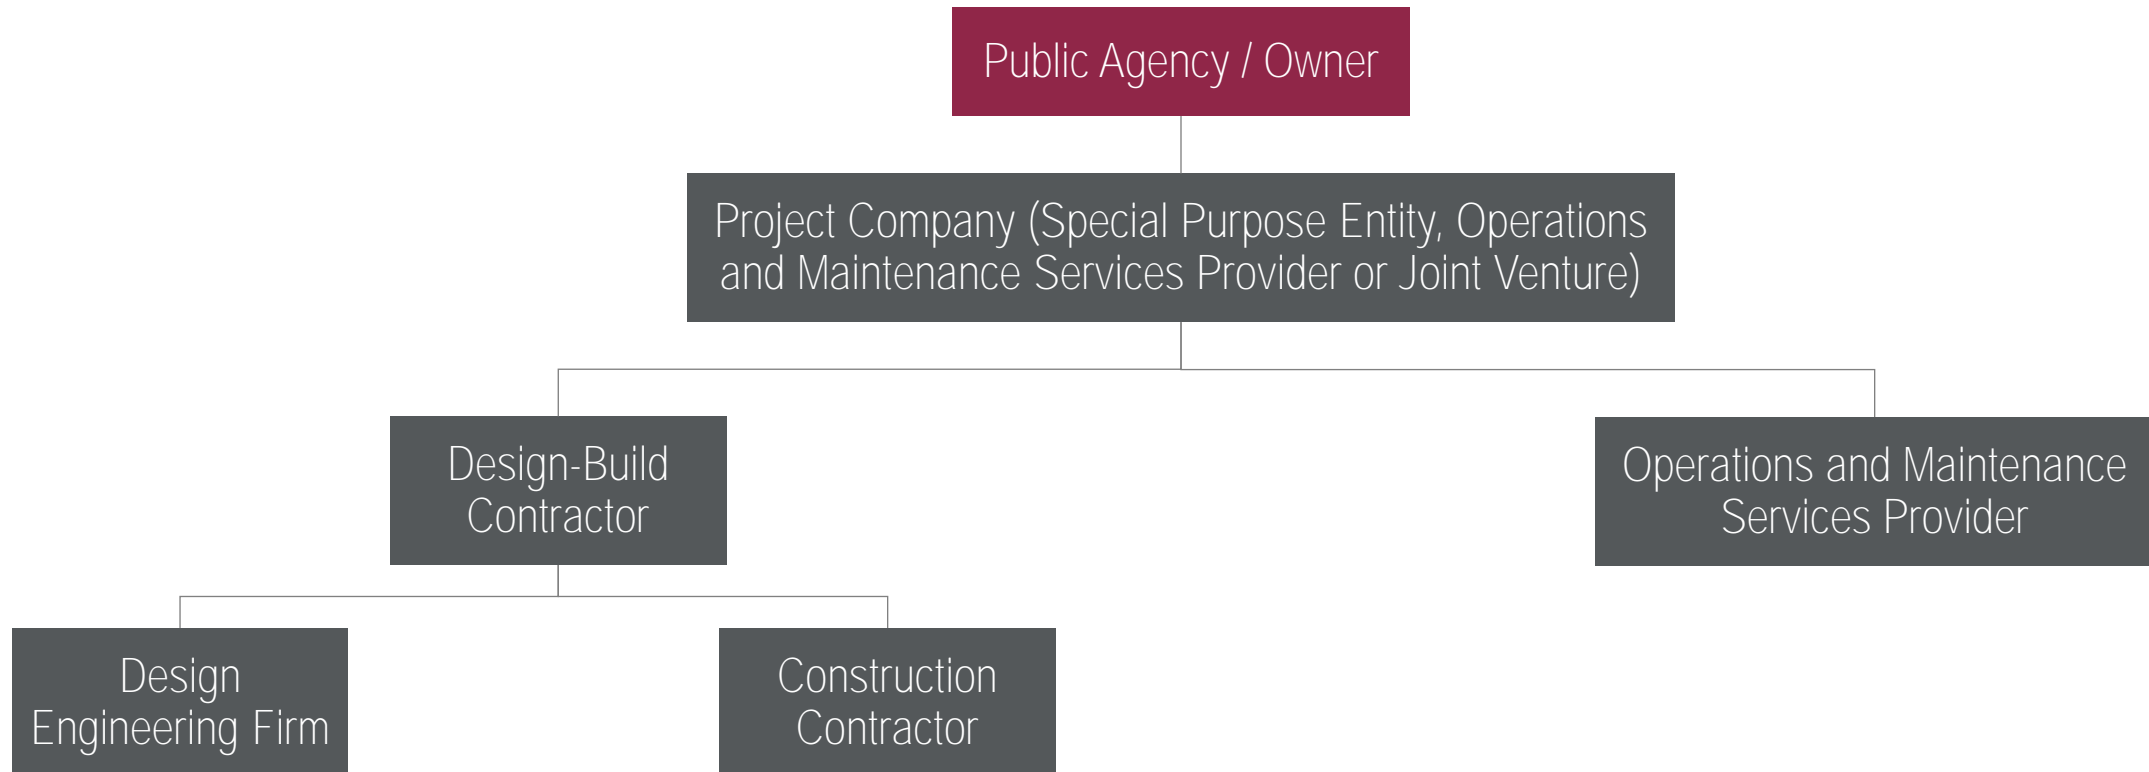 Public Agency / Owner
Project Company (Special Purpose Entity, Operations
and Maintenance Services Provider or Joint Venture)
Design-Build
Contractor
Operations and Maintenance
Services Provider
Design
Engineering Firm
Construction
Contractor